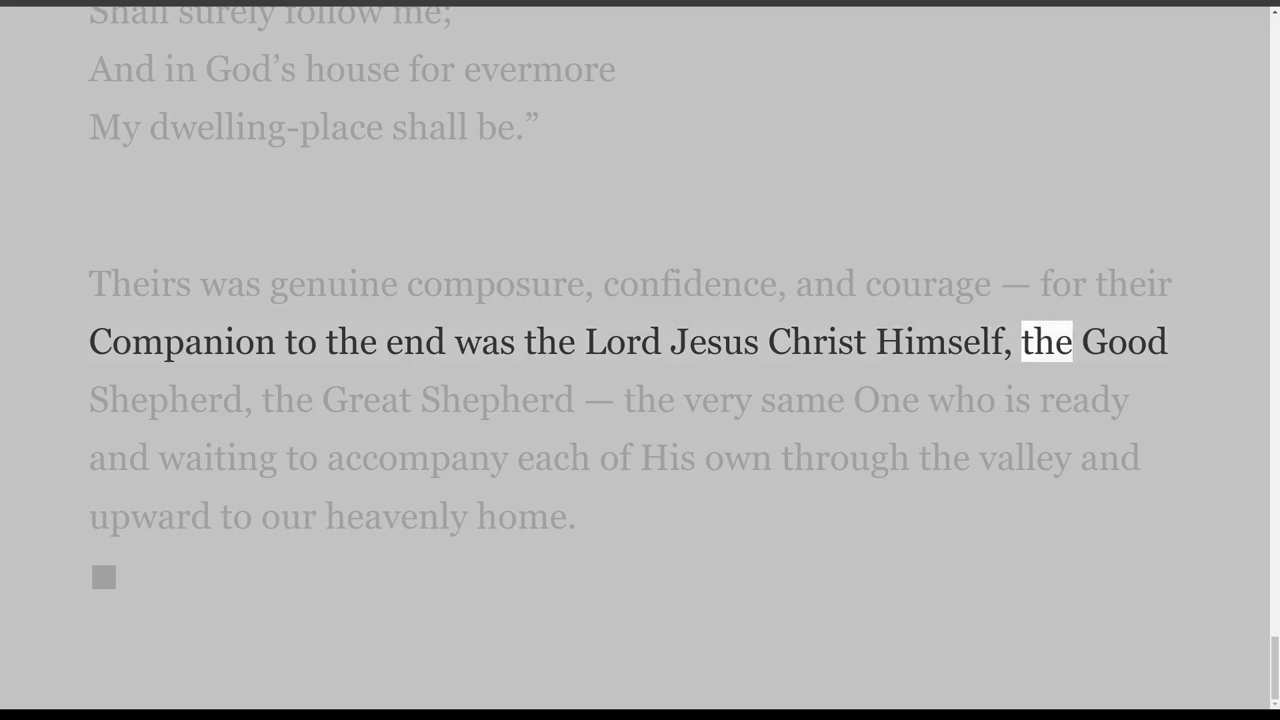 Shall surely follow me;
And in God’s house for evermore
My dwelling-place shall be.”
Theirs was genuine composure, confidence, and courage — for their
Companion to the end was the Lord Jesus Christ Himself, the Good
Shepherd, the Great Shepherd — the very same One who is ready
and waiting to accompany each of His own through the valley and
upward to our heavenly home.